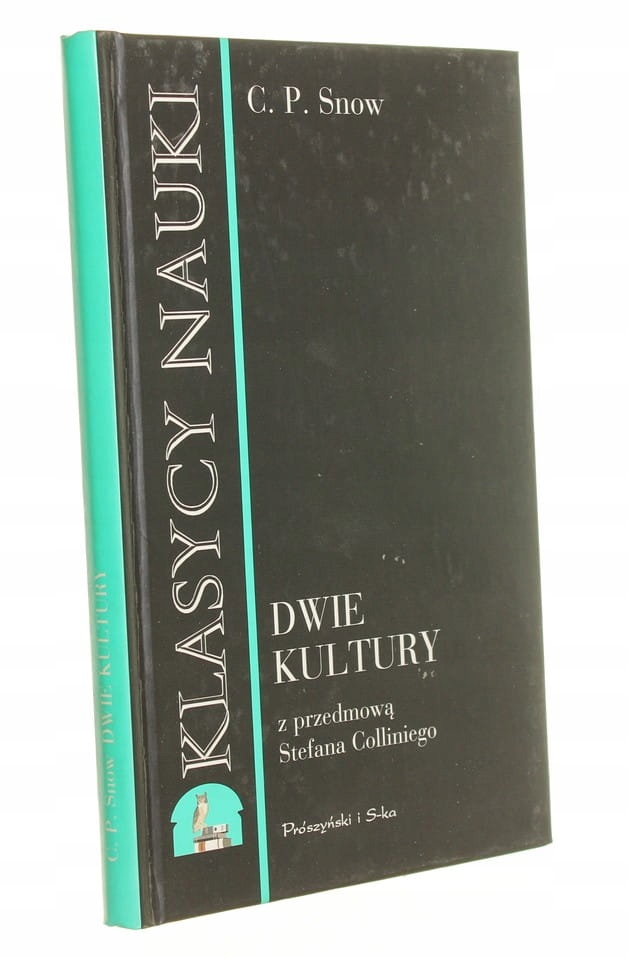 C. P. Snow DWIE KULTURY
KLASYCY NAUKI
C. P. Snow
DWIE
KULTURY
z przedmową
Stefana Colliniego
Prószyński i S-ka